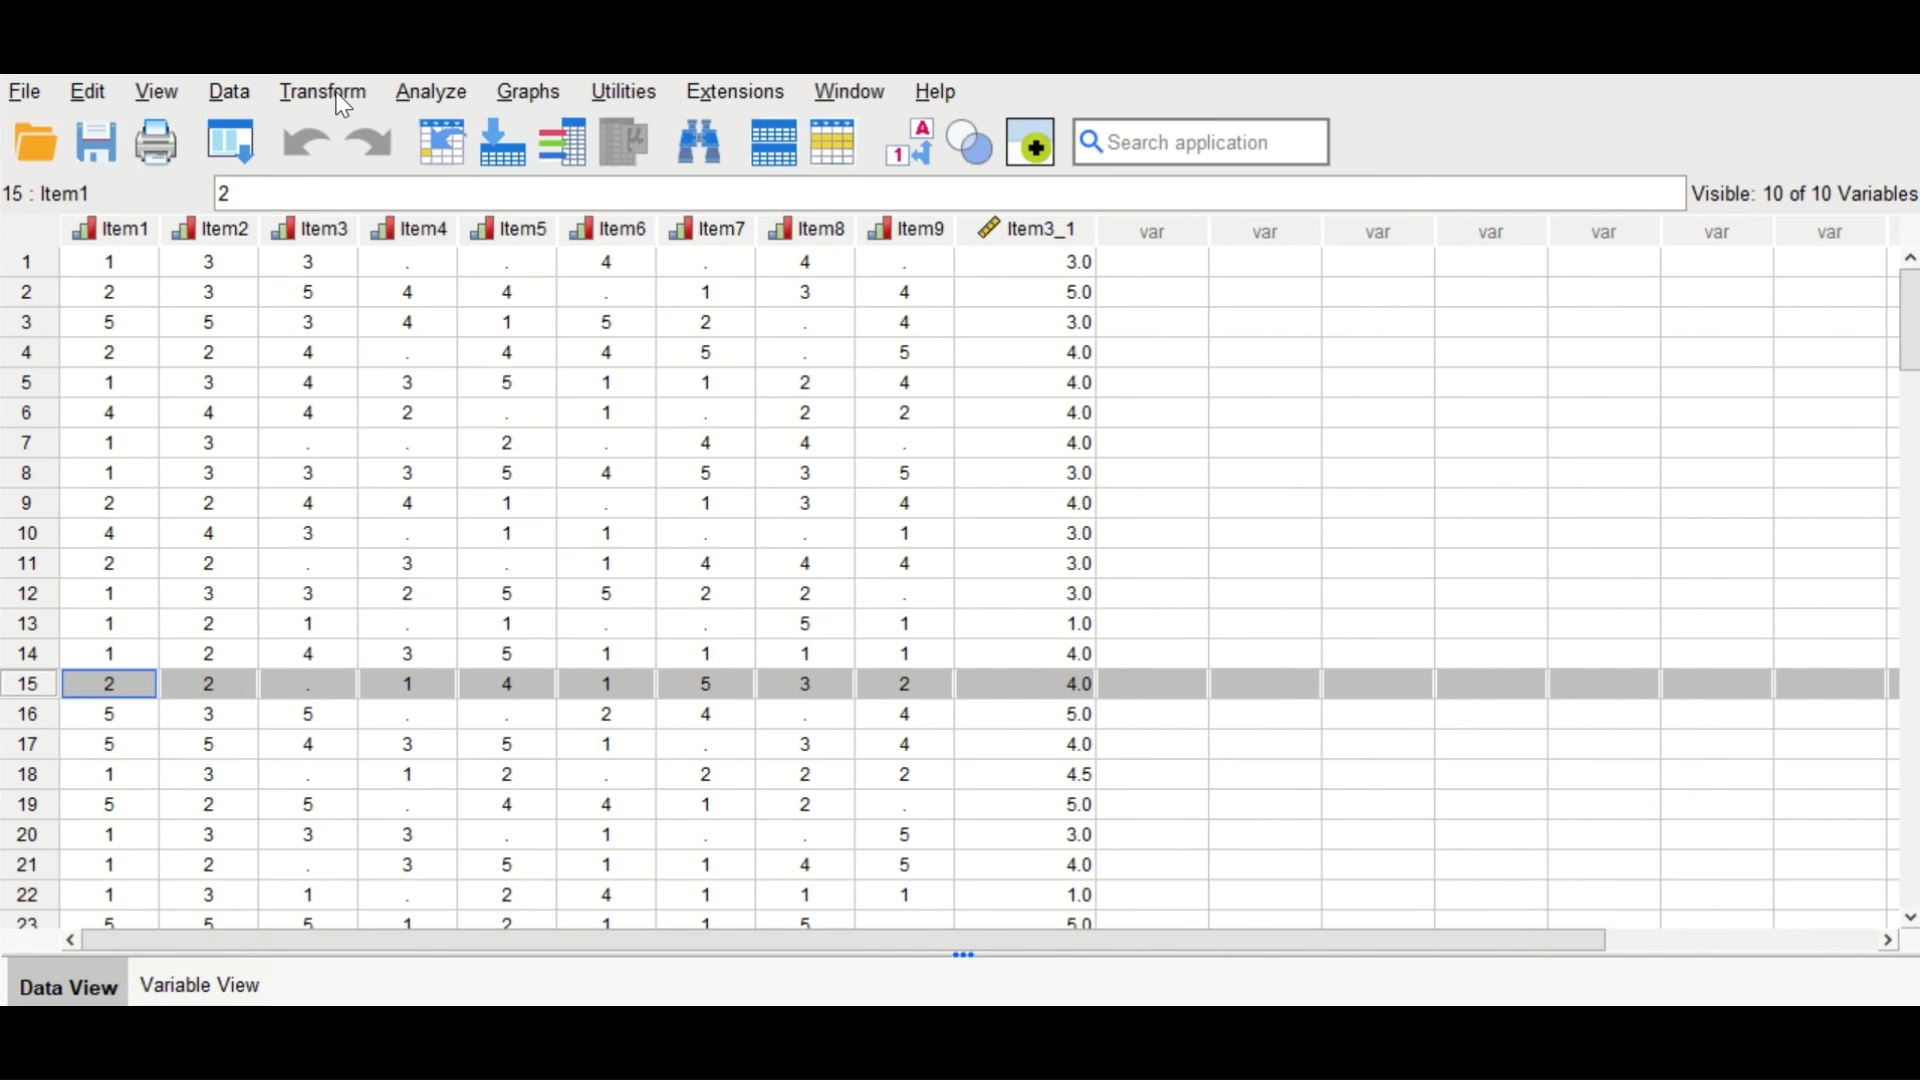 File Edit View Data Transform Analyze Graphs Utilities Extensions Window Help
A 1 µ Search application
15 : Item1 2 Visible: 10 of 10 Variables
Item1 Item2 Item3 Item4 Item5 Item6 Item7 Item8 Item9 Item3_1 var var var var var var var
1 1 3 3 . . 4 . 4 . 3.0
2 2 3 5 4 4 . 1 3 4 5.0
3 5 5 3 4 1 5 2 . 4 3.0
4 2 2 4 . 4 4 5 . 5 4.0
5 1 3 4 3 5 1 1 2 4 4.0
6 4 4 4 2 . 1 . 2 2 4.0
7 1 3 . . 2 . 4 4 . 4.0
8 1 3 3 3 5 4 5 3 5 3.0
9 2 2 4 4 1 . 1 3 4 4.0
10 4 4 3 . 1 1 . . 1 3.0
11 2 2 . 3 . 1 4 4 4 3.0
12 1 3 3 2 5 5 2 2 . 3.0
13 1 2 1 . 1 . . 5 1 1.0
14 1 2 4 3 5 1 1 1 1 4.0
15 2 2 . 1 4 1 5 3 2 4.0
16 5 3 5 . . 2 4 . 4 5.0
17 5 5 4 3 5 1 . 3 4 4.0
18 1 3 . 1 2 . 2 2 2 4.5
19 5 2 5 . 4 4 1 2 . 5.0
20 1 3 3 3 . 1 . . 5 3.0
21 1 2 . 3 5 1 1 4 5 4.0
22 1 3 1 . 2 4 1 1 1 1.0
23 5 5 5 1 2 1 1 5 5.0
Data View Variable View